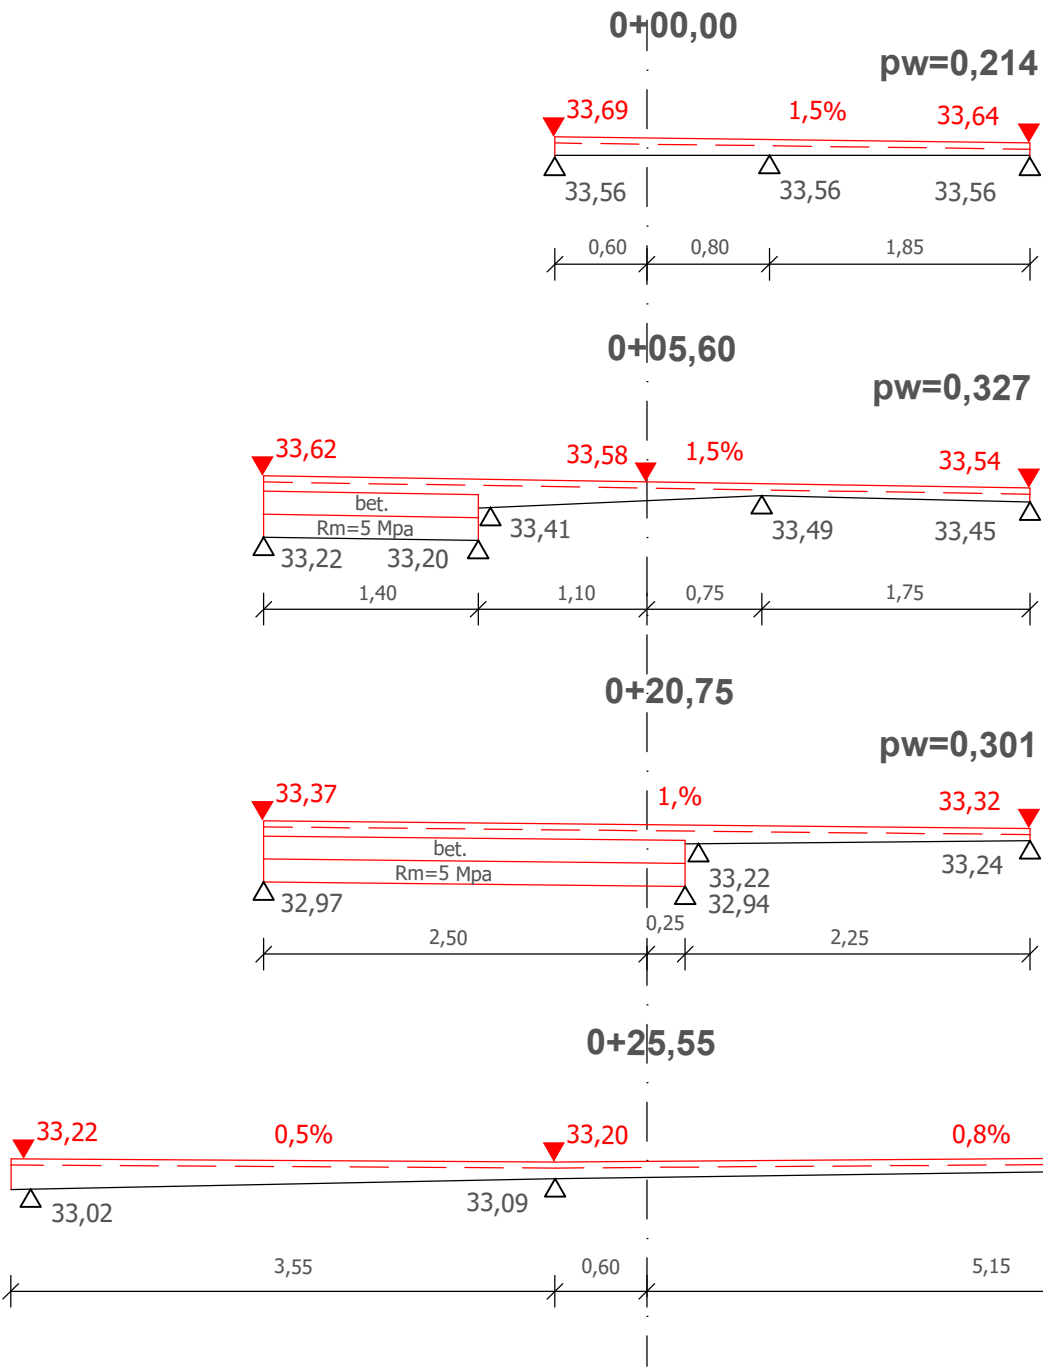 0+00,00
pw=0,214
33,69 1,5% 33,64
33,56 33,56 33,56
0,60 0,80 1,85
0+05,60
pw=0,327
33,62 33,58 1,5% 33,54
bet.
Rm=5 Mpa
33,41 33,49 33,45
33,22 33,20
1,40 1,10 0,75 1,75
0+20,75
pw=0,301
33,37 1,% 33,32
bet.
Rm=5 Mpa
33,22 33,24
32,97 32,94
2,50 0,25 2,25
0+25,55
33,22 0,5% 33,20 0,8%
33,02 33,09
3,55 0,60 5,15